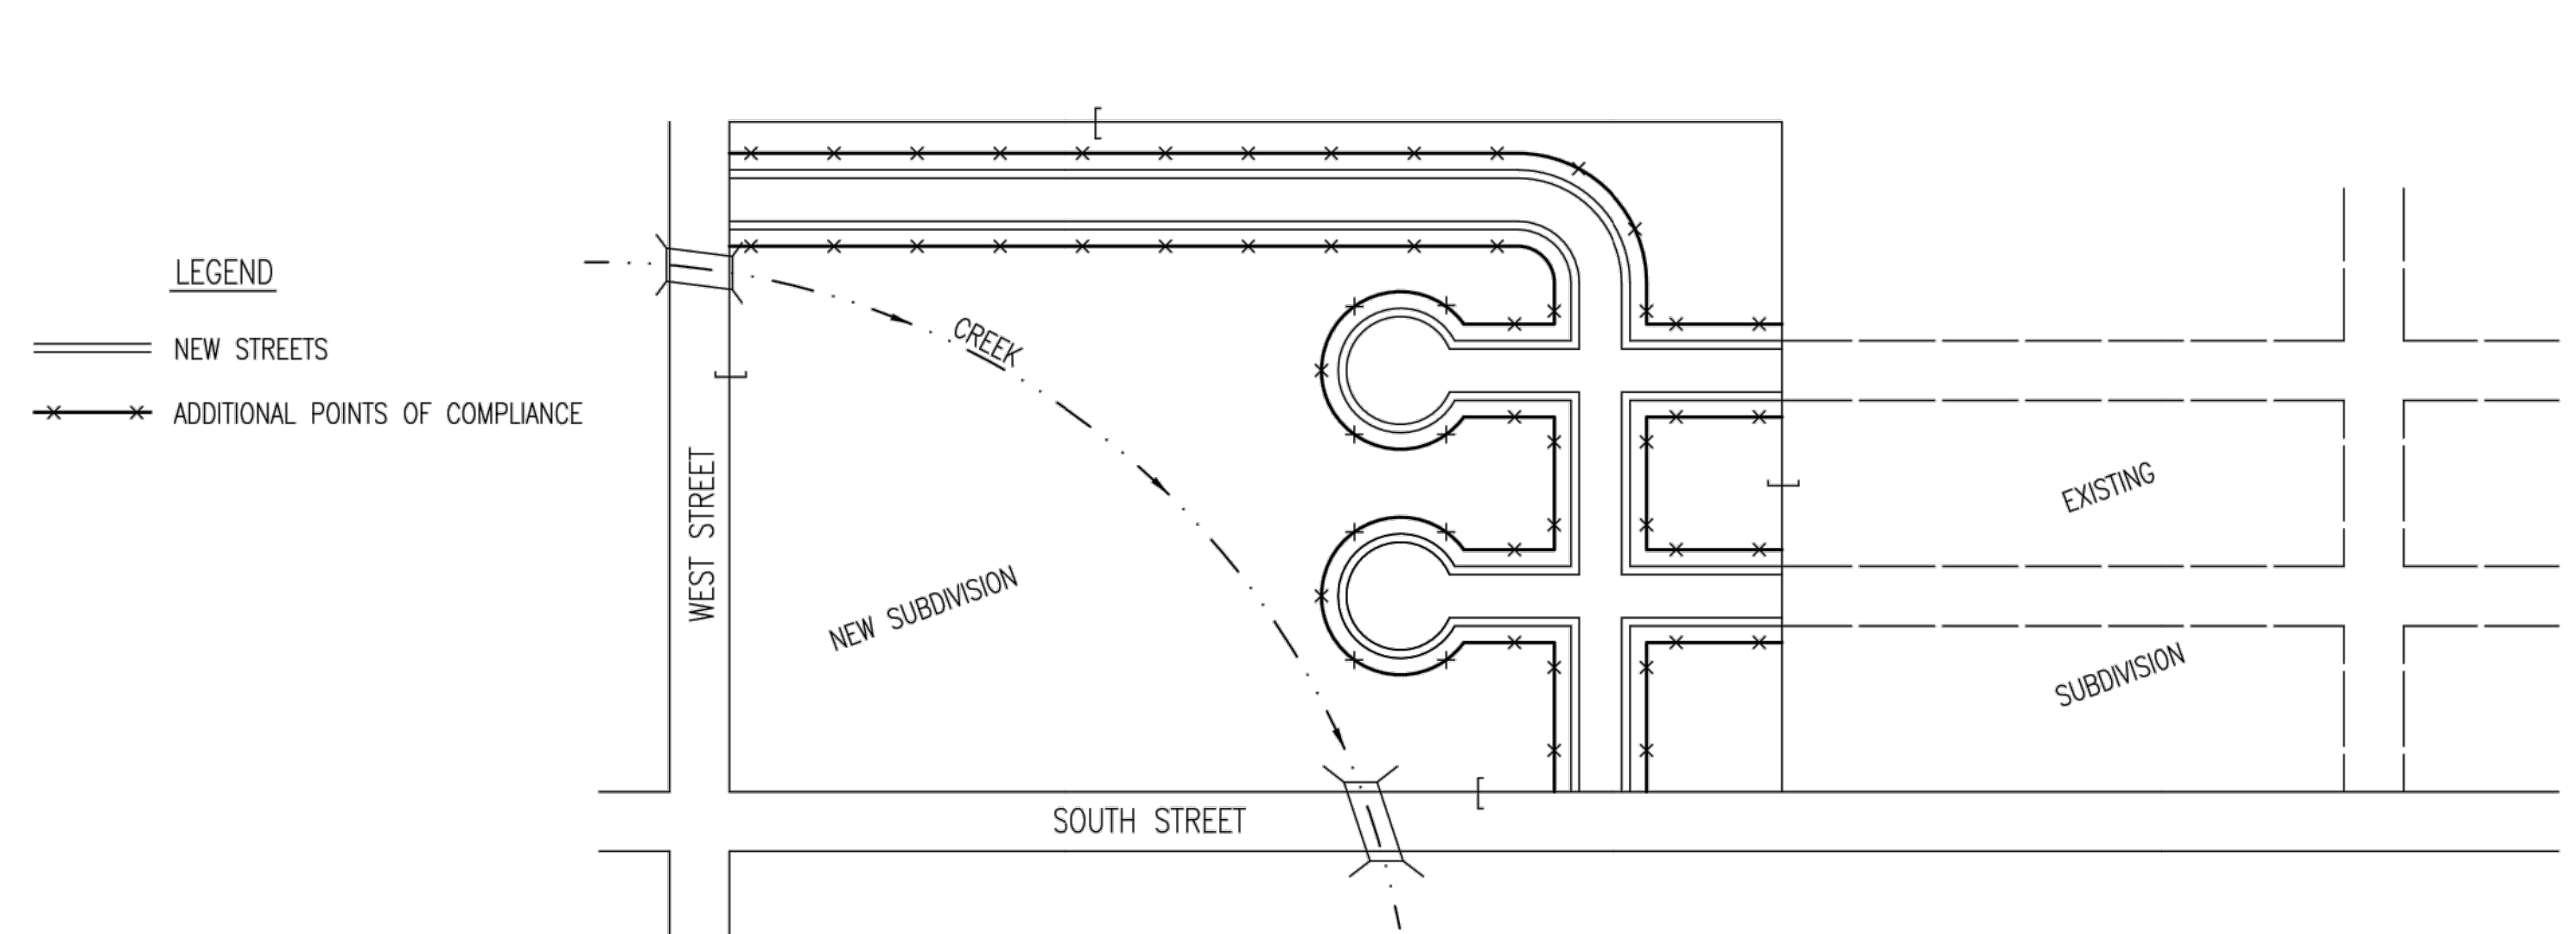 LEGEND
NEW STREETS
ADDITIONAL POINTS OF COMPLIANCE
WEST STREET
CREEK
NEW SUBDIVISION
SOUTH STREET
EXISTING
SUBDIVISION